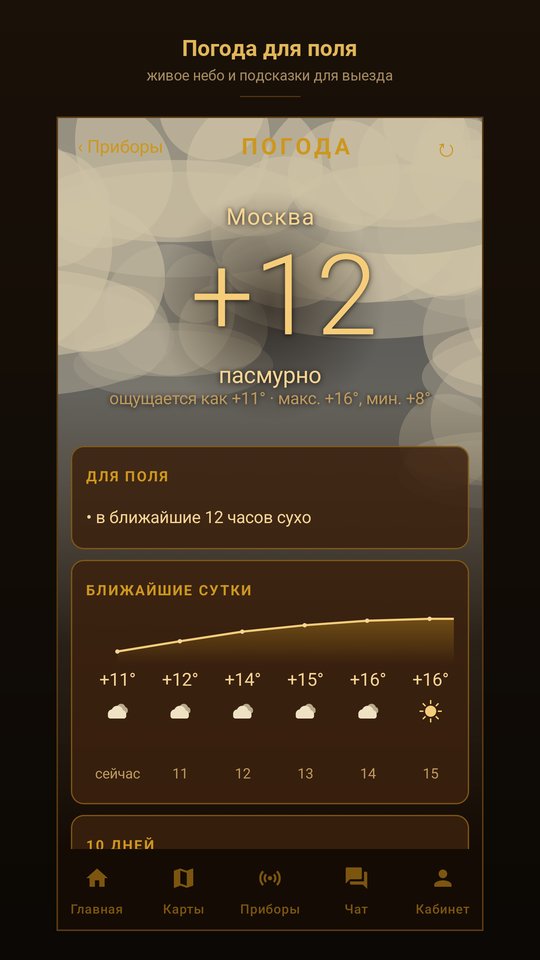 Погода для поля
живое небо и подсказки для выезда
‹ Приборы ПОГОДА ↻
Москва
+12
пасмурно
ощущается как +11° · макс. +16°, мин. +8°
ДЛЯ ПОЛЯ
• в ближайшие 12 часов сухо
БЛИЖАЙШИЕ СУТКИ
+11° +12° +14° +15° +16° +16°
сейчас 11 12 13 14 15
10 ДНЕЙ
Главная Карты Приборы Чат Кабинет